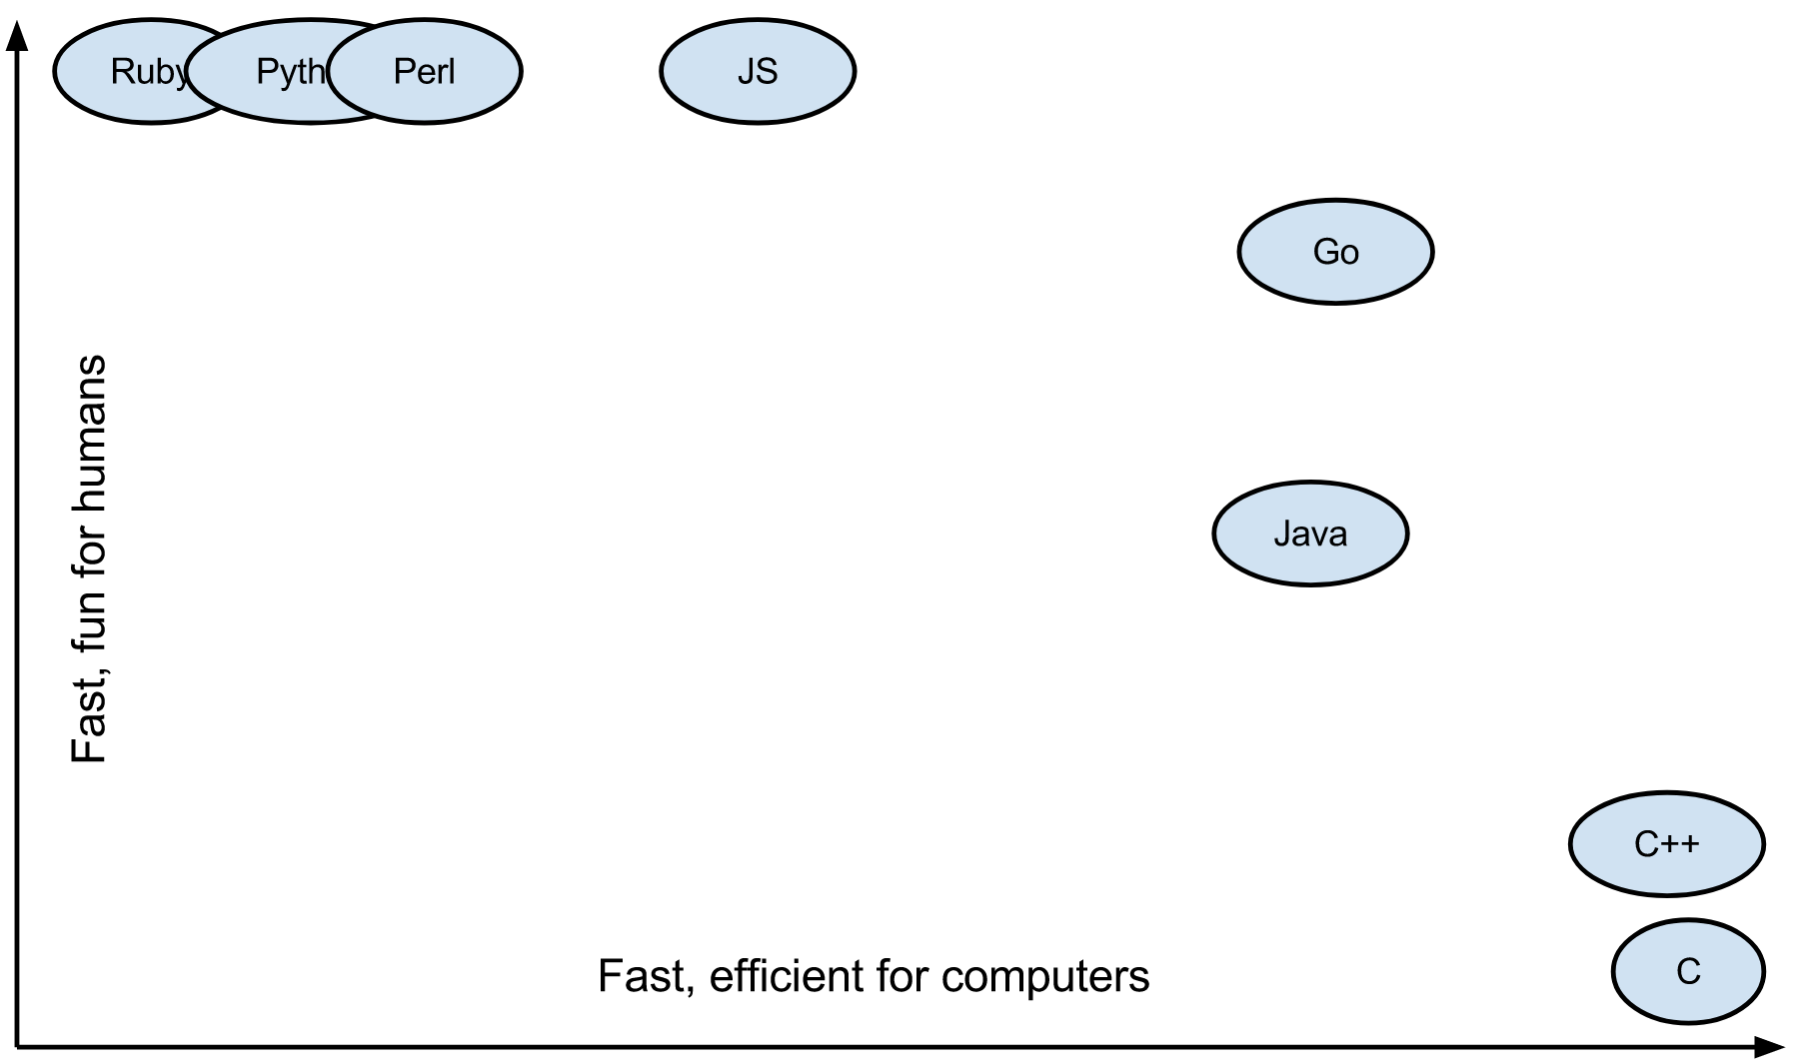 Ruby
Pyth
Perl
JS
Go
Java
C++
C
Fast, fun for humans
Fast, efficient for computers